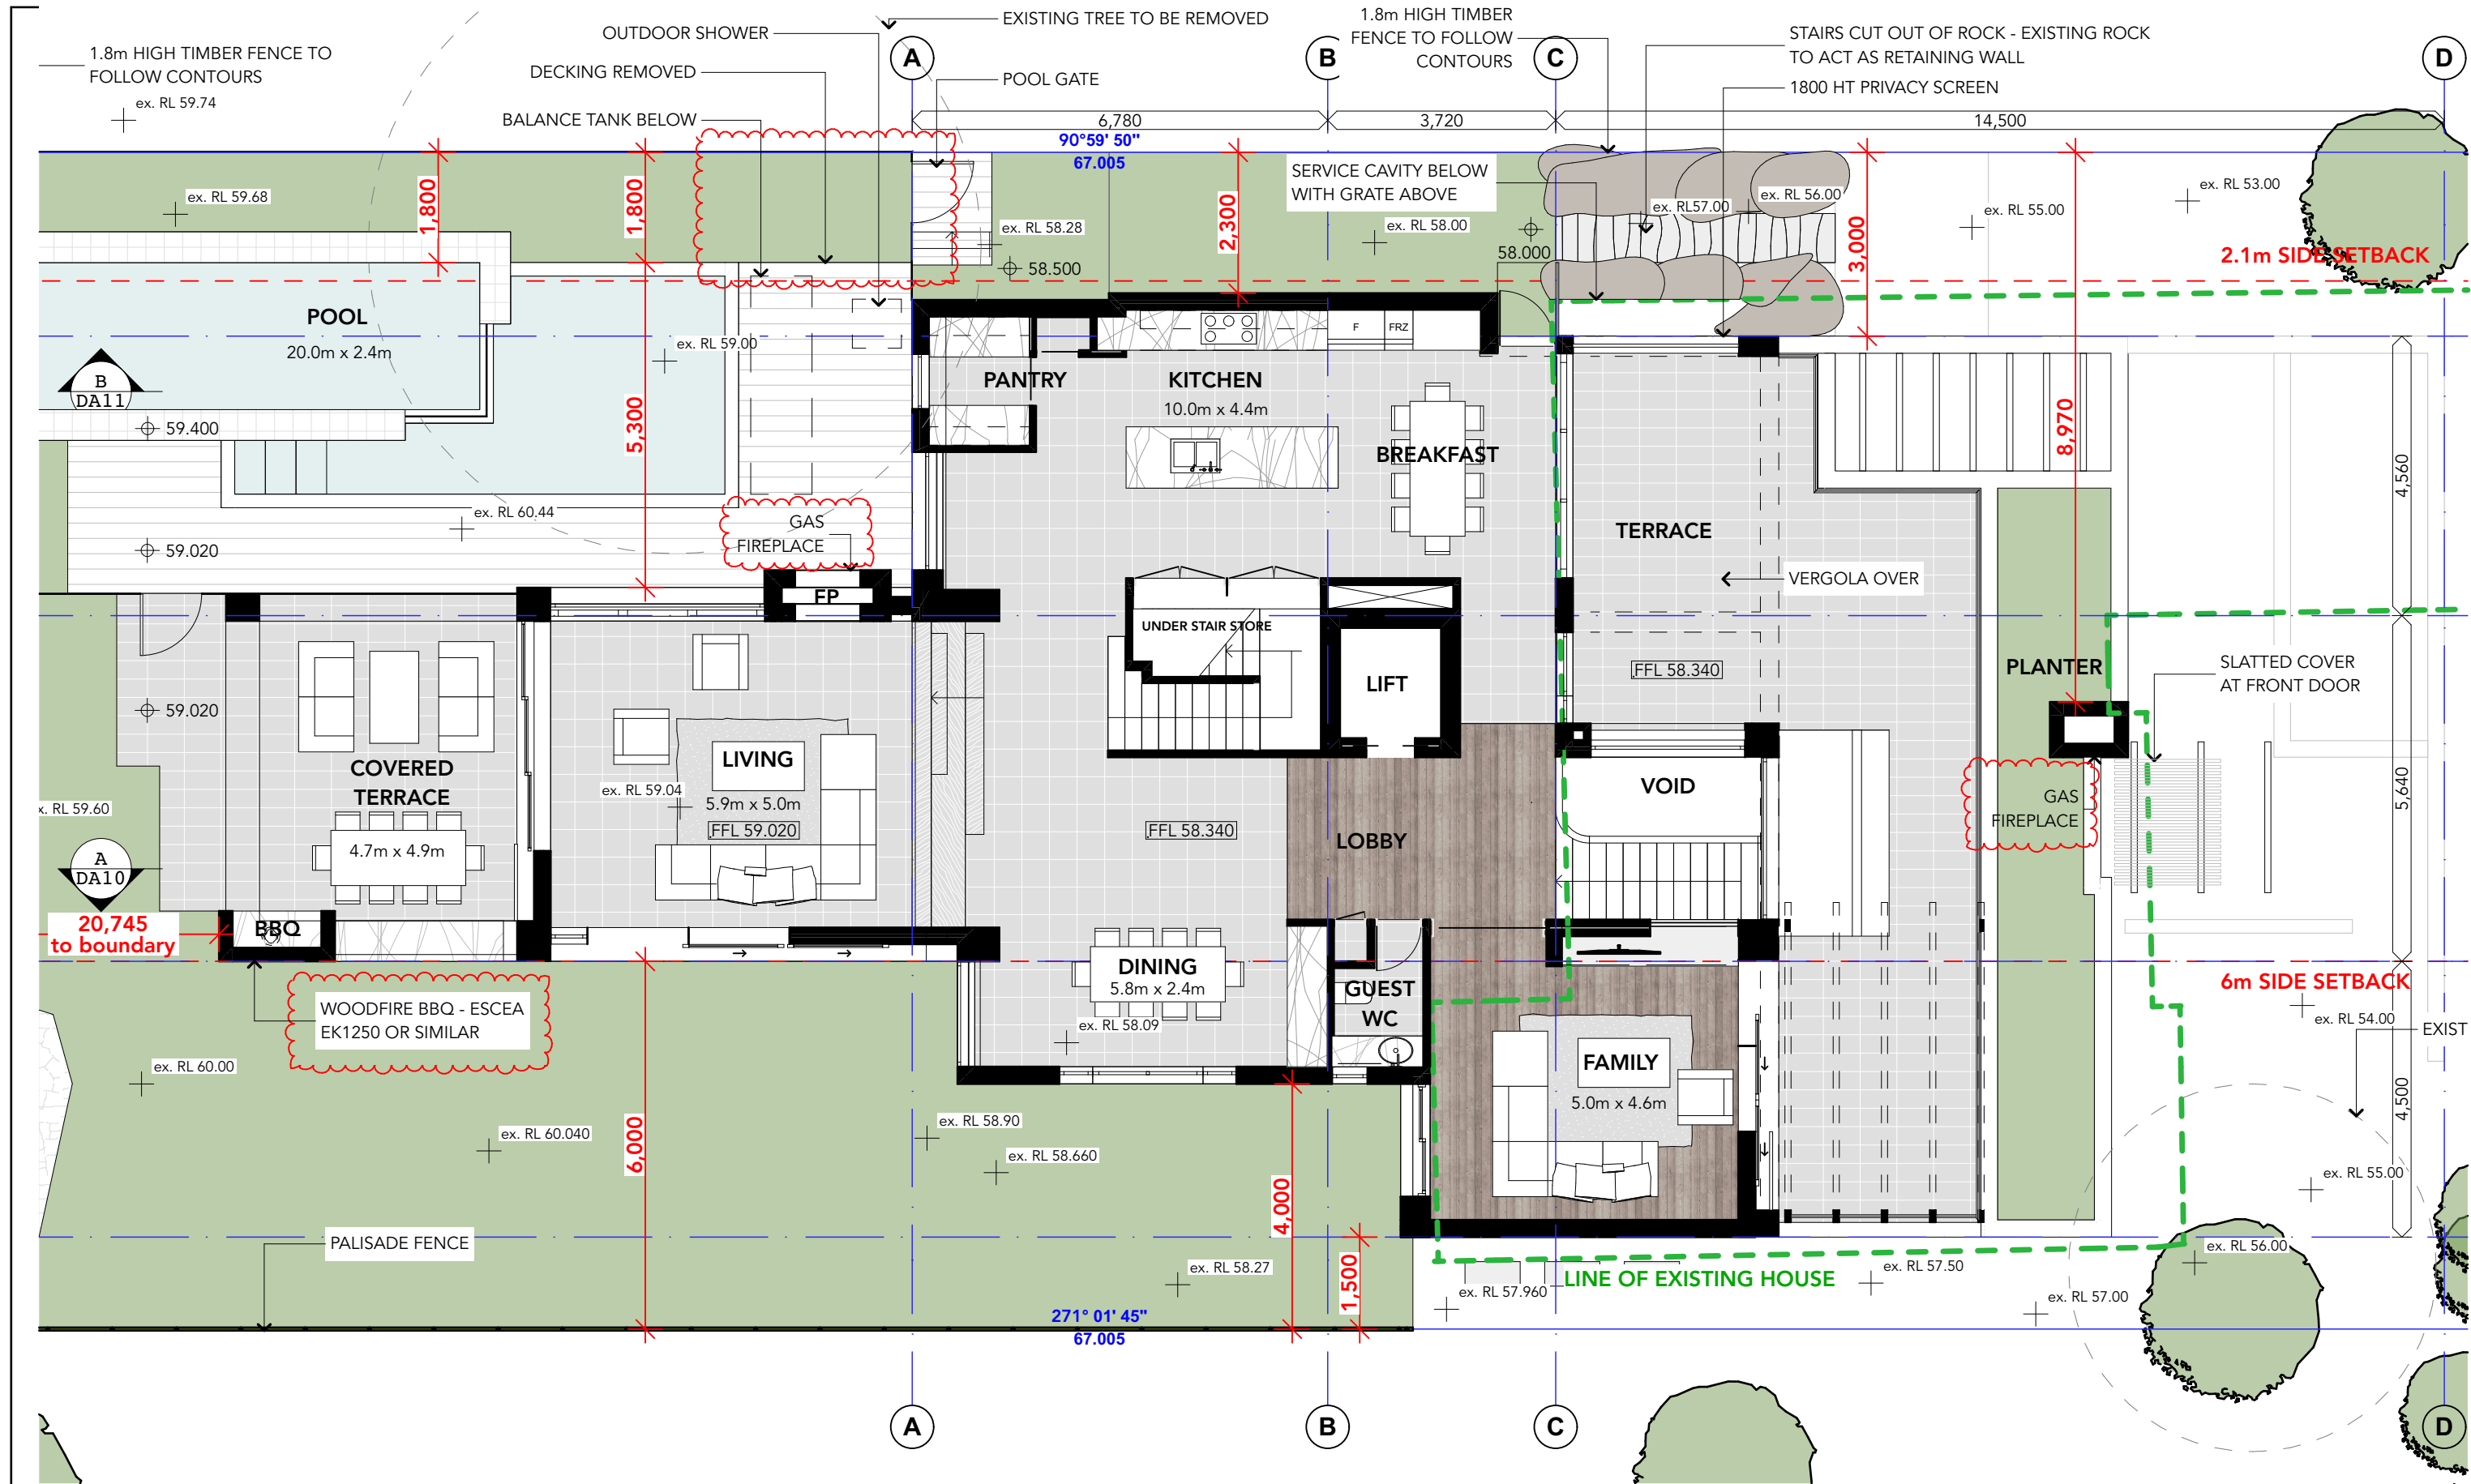 EXISTING TREE TO BE REMOVED
OUTDOOR SHOWER
1.8m HIGH TIMBER
FENCE TO FOLLOW
CONTOURS
STAIRS CUT OUT OF ROCK - EXISTING ROCK
TO ACT AS RETAINING WALL
1.8m HIGH TIMBER FENCE TO
FOLLOW CONTOURS
DECKING REMOVED
POOL GATE
1800 HT PRIVACY SCREEN
A
B
C
D
ex. RL 59.74
BALANCE TANK BELOW
6,780
3,720
14,500
90°59' 50"
67.005
SERVICE CAVITY BELOW
WITH GRATE ABOVE
1,800
1,800
2,300
3,000
8,970
ex. RL 59.68
ex. RL 58.28
ex. RL 58.00
ex. RL57.00
ex. RL 56.00
ex. RL 55.00
ex. RL 53.00
58.500
58.000
2.1m SIDE SETBACK
POOL
20.0m x 2.4m
ex. RL 59.00
F
FRZ
B
DA11
PANTRY
KITCHEN
10.0m x 4.4m
59.400
5,300
BREAKFAST
4,560
ex. RL 60.44
GAS
FIREPLACE
TERRACE
59.020
VERGOLA OVER
FP
UNDER STAIR STORE
59.020
LIFT
FFL 58.340
PLANTER
SLATTED COVER
AT FRONT DOOR
COVERED
TERRACE
LIVING
ex. RL 59.04
5.9m x 5.0m
FFL 59.020
VOID
GAS
FIREPLACE
5,640
x. RL 59.60
4.7m x 4.9m
FFL 58.340
LOBBY
A
DA10
20,745
to boundary
BBQ
DINING
5.8m x 2.4m
GUEST
WC
6m SIDE SETBACK
WOODFIRE BBQ - ESCEA
EK1250 OR SIMILAR
ex. RL 58.09
ex. RL 54.00
EXIST
ex. RL 60.00
FAMILY
5.0m x 4.6m
4,500
ex. RL 60.040
6,000
ex. RL 58.90
ex. RL 58.660
ex. RL 55.00
4,000
PALISADE FENCE
1,500
ex. RL 58.27
ex. RL 56.00
LINE OF EXISTING HOUSE
ex. RL 57.50
ex. RL 57.960
ex. RL 57.00
271° 01' 45"
67.005
A
B
C
D